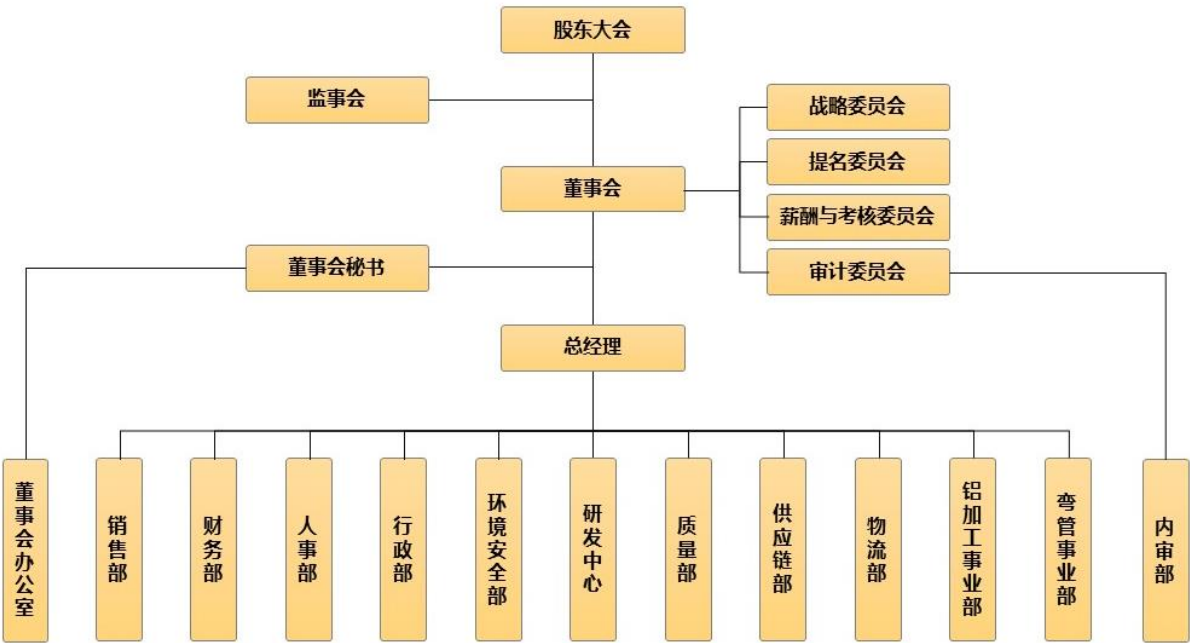 股东大会
监事会
战略委员会
提名委员会
董事会
薪酬与考核委员会
董事会秘书
审计委员会
总经理
董事会办公室
销售部
财务部
人事部
行政部
环境安全部
研发中心
质量部
供应链部
物流部
铝加工事业部
弯管事业部
内审部